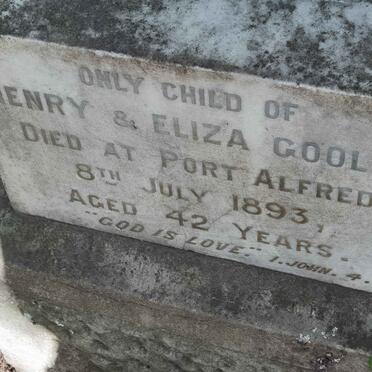 ONLY CHILD OF
HENRY & ELIZA GOOL
DIED AT PORT ALFRED
8TH JULY 1893,
AGED 42 YEARS.
"GOD IS LOVE." I. JOHN. 4.